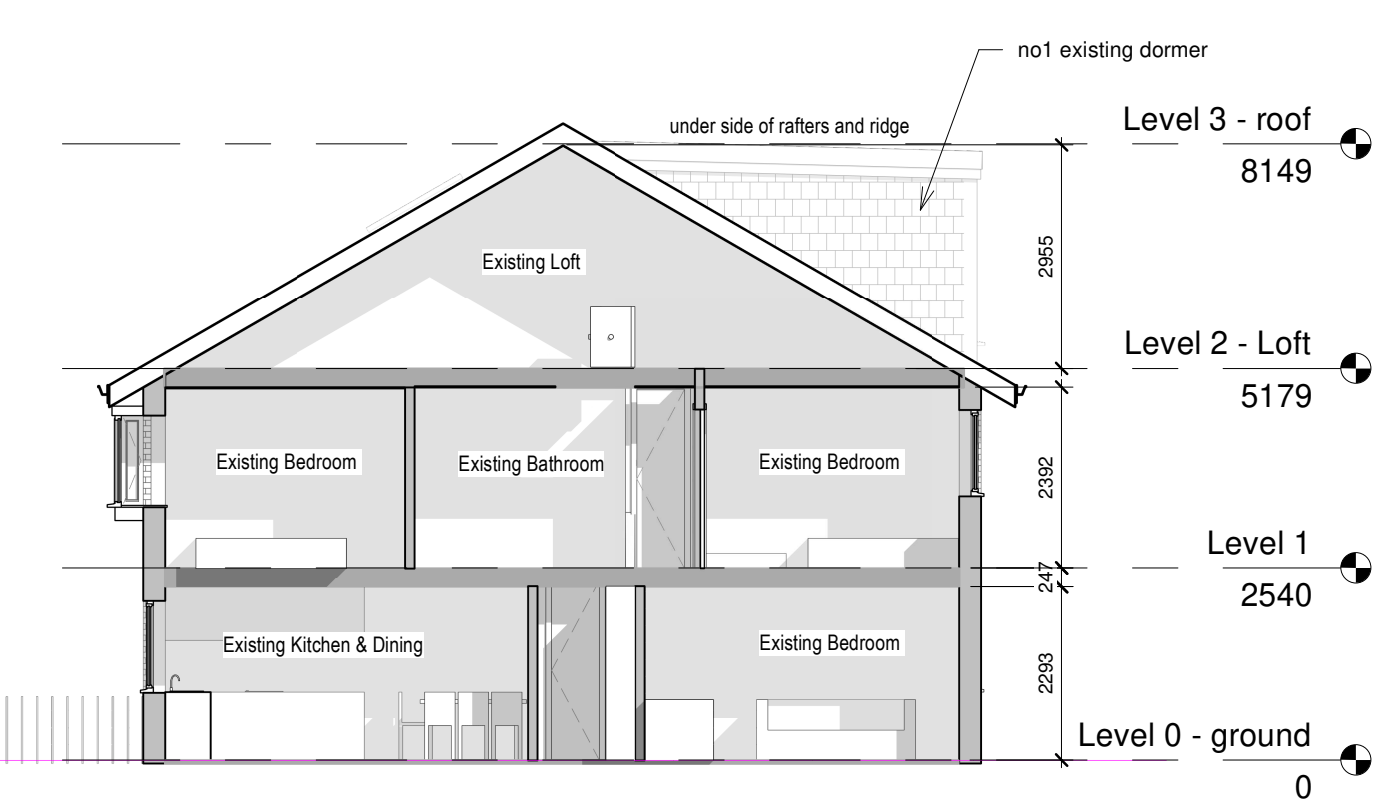 no1 existing dormer
under side of rafters and ridge
Level 3 - roof
8149
2955
Existing Loft
Level 2 - Loft
5179
Existing Bedroom
Existing Bathroom
Existing Bedroom
2392
Level 1
2540
247
Existing Kitchen & Dining
Existing Bedroom
2293
Level 0 - ground
0